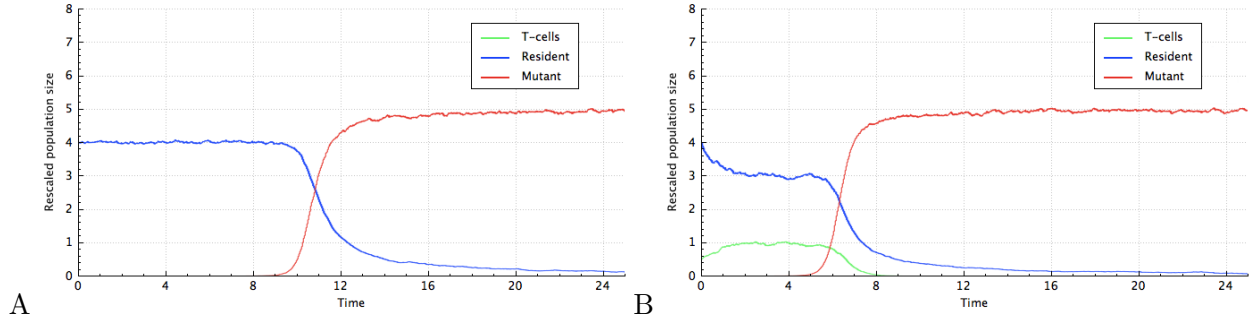 A
Rescaled population size
8
7
6
5
4
3
2
1
0
T-cells
Resident
Mutant
0 4 8 12 16 20 24
Time
B
Rescaled population size
8
7
6
5
4
3
2
1
0
T-cells
Resident
Mutant
0 4 8 12 16 20 24
Time